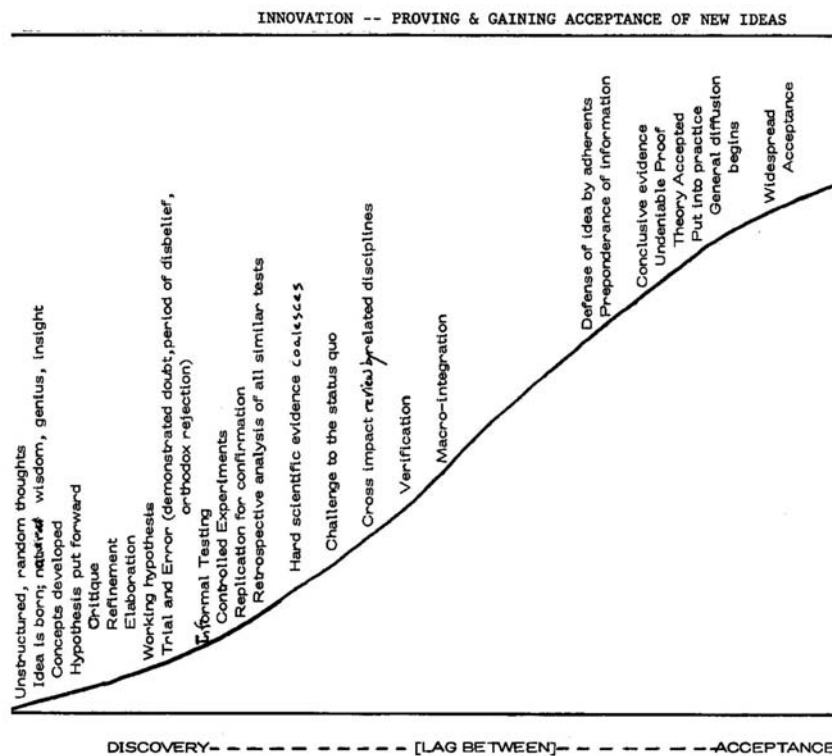 INNOVATION -- PROVING & GAINING ACCEPTANCE OF NEW IDEAS
Unstructured, random thoughts
Idea is born; natural wisdom, genius, insight
Concepts developed
Hypothesis put forward
Critique
Refinement
Elaboration
Working hypothesis
Trial and Error (demonstrated doubt, period of disbelief,
orthodox rejection)
Informal Testing
Controlled Experiments
Replication for confirmation
Retrospective analysis of all similar tests
Hard scientific evidence coalesces
Challenge to the status quo
Cross impact review by related disciplines
Verification
Macro-integration
Defense of idea by adherents
Preponderance of information
Conclusive evidence
Undeniable Proof
Theory Accepted
Put into practice
General diffusion
begins
Widespread
Acceptance
DISCOVERY- - - - - - - - - - - [LAG BETWEEN]- - - - - - - - -ACCEPTANCE